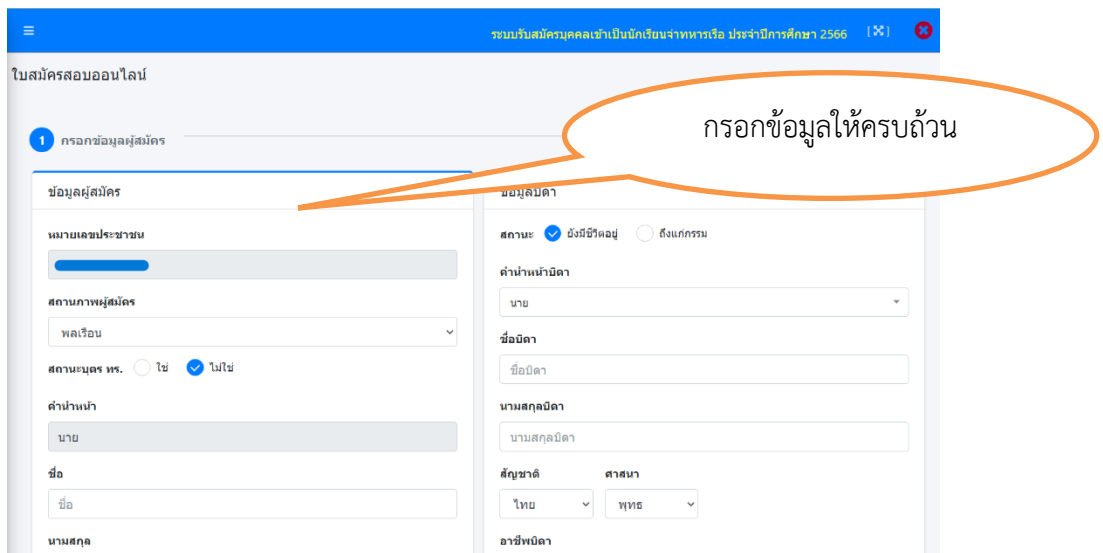 ระบบรับสมัครบุคคลเข้าเป็นนักเรียนจ่าทหารเรือ ประจำปีการศึกษา 2566
ใบสมัครสอบออนไลน์
กรอกข้อมูลให้ครบถ้วน
1 กรอกข้อมูลผู้สมัคร
ข้อมูลผู้สมัคร
หมายเลขประชาชน
สถานภาพผู้สมัคร
พลเรือน
สถานะบุตร ทร. ใช่ ไม่ใช่
คำนำหน้า
นาย
ชื่อ
ชื่อ
นามสกุล
ข้อมูลบิดา
สถานะ ยังมีชีวิตอยู่ ถึงแก่กรรม
คำนำหน้าบิดา
นาย
ชื่อบิดา
ชื่อบิดา
นามสกุลบิดา
นามสกุลบิดา
สัญชาติ ศาสนา
ไทย พุทธ
อาชีพบิดา